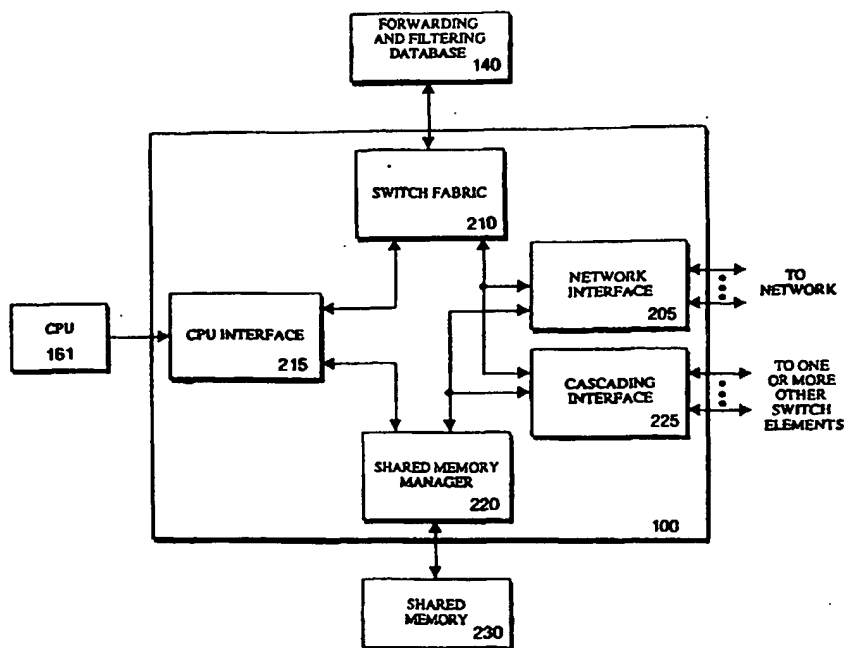 FORWARDING
AND FILTERING
DATABASE
140
SWITCH FABRIC
210
NETWORK
INTERFACE
205
TO
NETWORK
CPU
161
CPU INTERFACE
215
CASCADING
INTERFACE
225
TO ONE
OR MORE
OTHER
SWITCH
ELEMENTS
SHARED MEMORY
MANAGER
220
100
SHARED
MEMORY
230